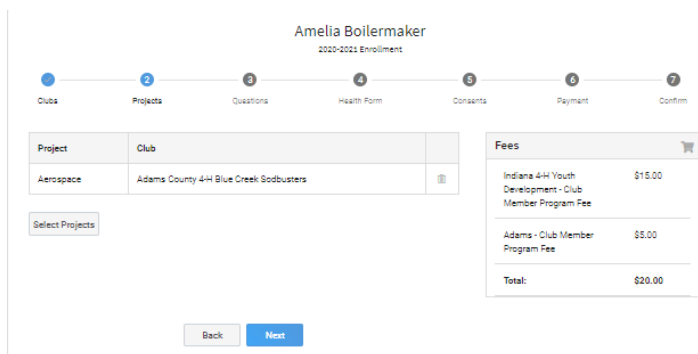 Amelia Boilermaker
2020-2021 Enrollment
2 3 4 5 6 7
Clubs Projects Questions Health Form Consents Payment Confirm
Project Club
Aerospace Adams County 4-H Blue Creek Sodbusters
Select Projects
Back Next
Fees
Indiana 4-H Youth $15.00
Development - Club
Member Program Fee
Adams - Club Member $5.00
Program Fee
Total: $20.00